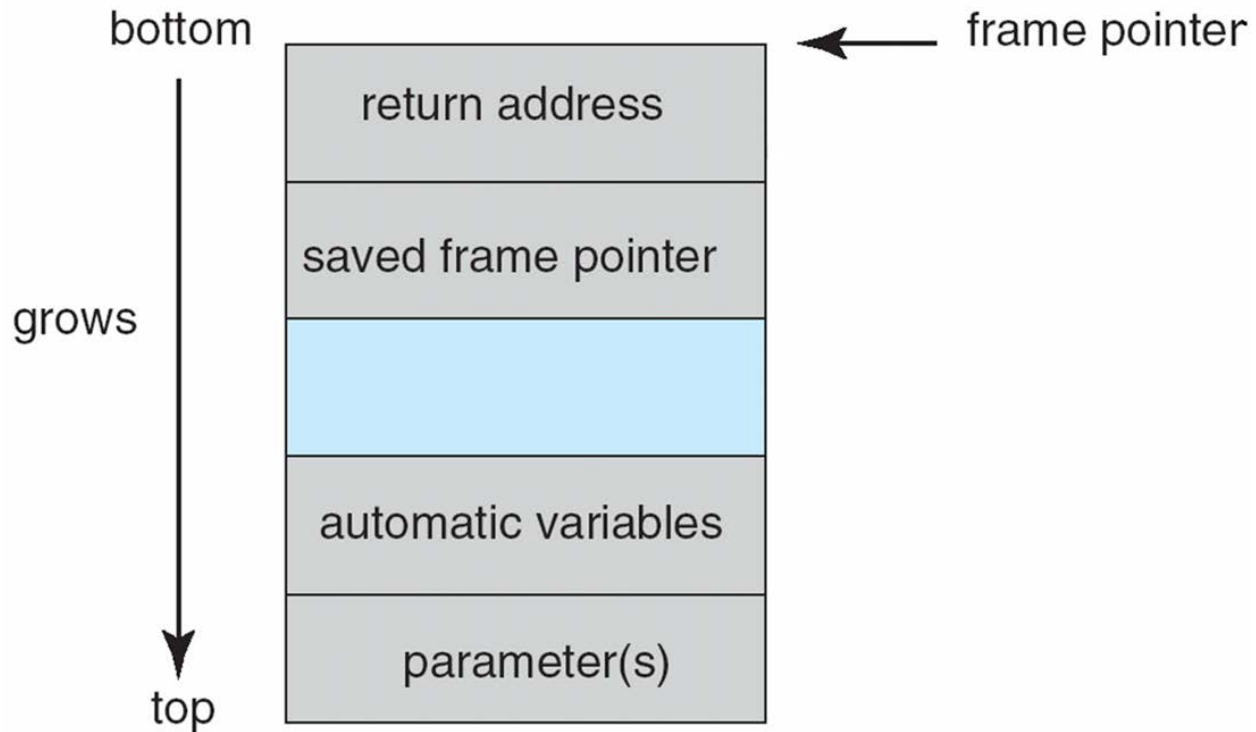 bottom
frame pointer
return address
saved frame pointer
grows
automatic variables
parameter(s)
top